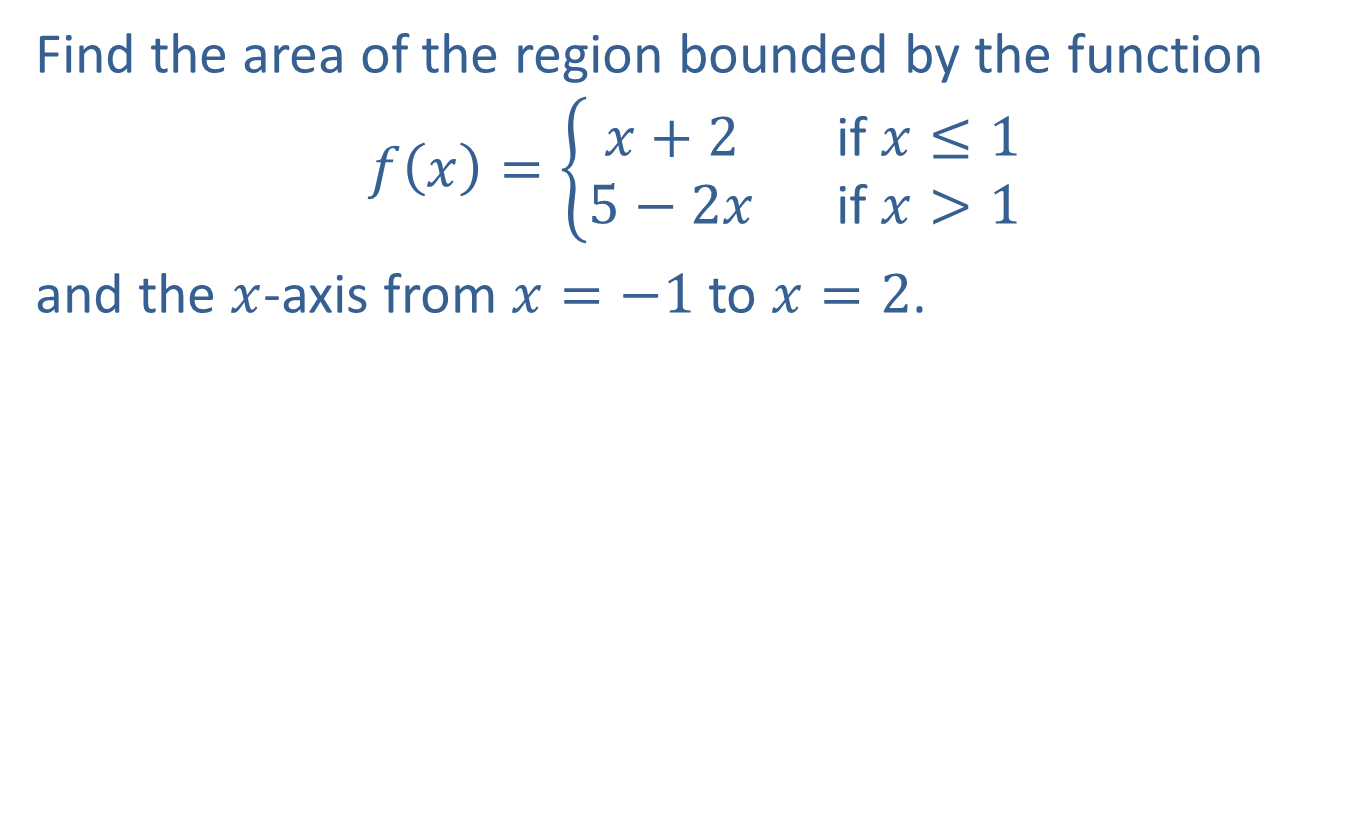 Find the area of the region bounded by the function
f(x) = { x + 2 if x ≤ 1
5 − 2x if x > 1
and the x-axis from x = −1 to x = 2.